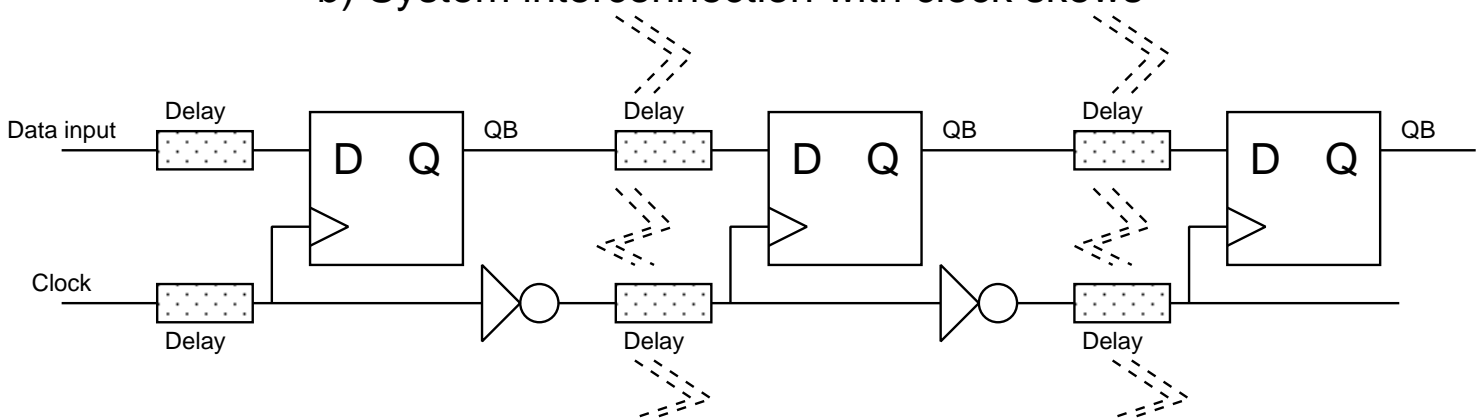 b) System interconnection with clock skews
Delay Delay Delay
Data input QB QB QB
D Q D Q D Q
Clock
Delay Delay Delay